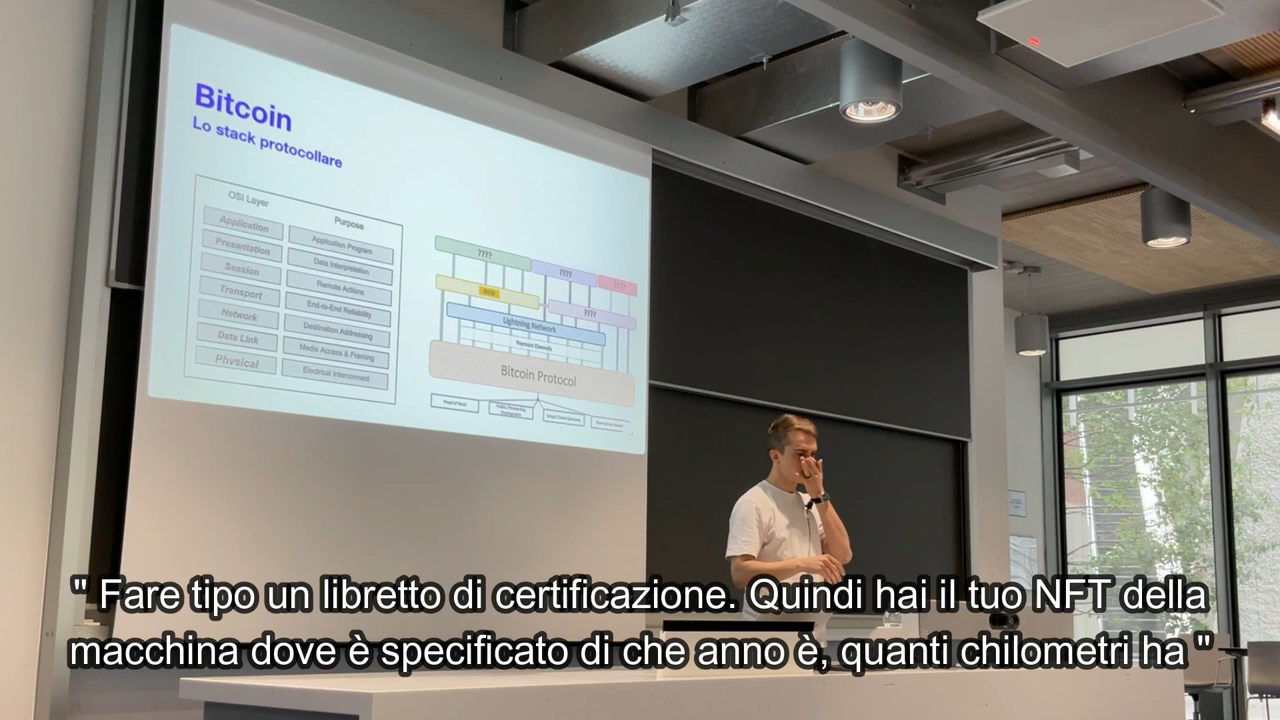 Bitcoin
Lo stack protocollare
OSI Layer
Purpose
Application
Application Program
Presentation
Data Interpretation
Session
Remote Actions
Transport
End-to-End Reliability
Network
Destination Addressing
Data Link
Media Access & Framing
Physical
Electrical Interconnect
????
????
????
????
Lightning Network
Payment Channels
Bitcoin Protocol
Proof of Work
" Fare tipo un libretto di certificazione. Quindi hai il tuo NFT della
macchina dove è specificato di che anno è, quanti chilometri ha "